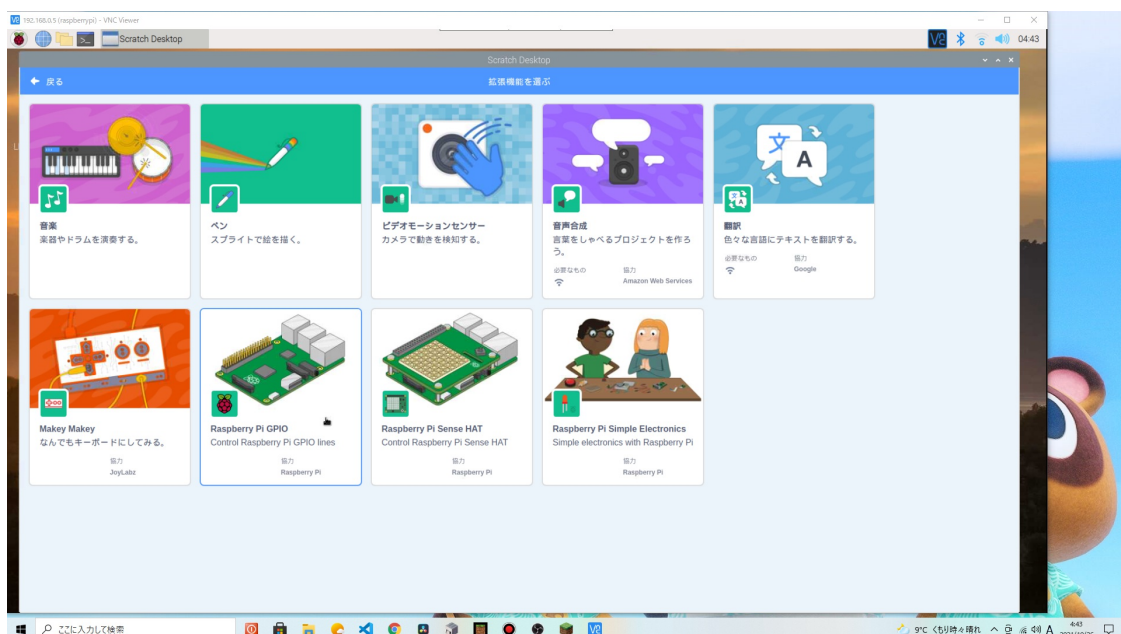 192.168.0.5 (raspberrypi) - VNC Viewer
Scratch Desktop
04:43
Scratch Desktop
戻る
拡張機能を選ぶ
音楽
楽器やドラムを演奏する。
ペン
スプライトで絵を描く。
ビデオモーションセンサー
カメラで動きを検知する。
音声合成
言葉をしゃべるプロジェクトを作ろ
う。
必要なもの
協力
Amazon Web Services
文
A
翻訳
色々な言語にテキストを翻訳する。
必要なもの
協力
Google
Makey Makey
なんでもキーボードにしてみる。
協力
JoyLabz
Raspberry Pi GPIO
Control Raspberry Pi GPIO lines
協力
Raspberry Pi
Raspberry Pi Sense HAT
Control Raspberry Pi Sense HAT
協力
Raspberry Pi
Raspberry Pi Simple Electronics
Simple electronics with Raspberry Pi
協力
Raspberry Pi
ここに入力して検索
9°C くもり時々晴れ
A
4:43